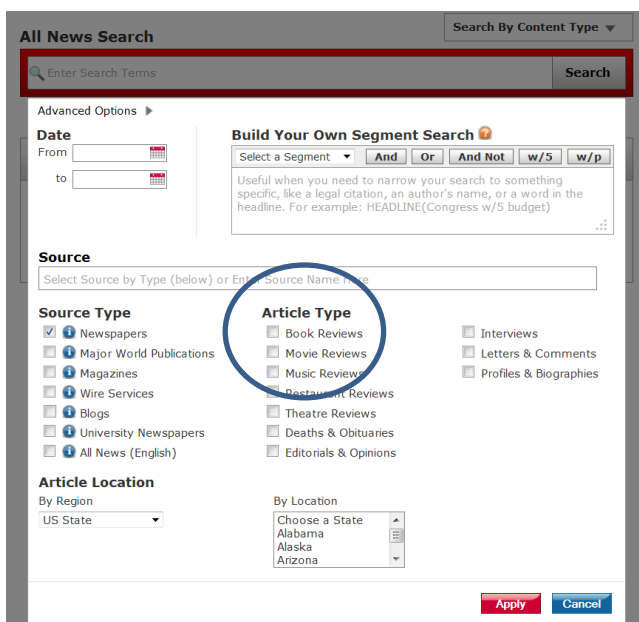 All News Search
Search By Content Type
Enter Search Terms
Search
Advanced Options
Date
From
to
Build Your Own Segment Search
Select a Segment
And
Or
And Not
w/5
w/p
Useful when you need to narrow your search to something
specific, like a legal citation, an author's name, or a word in the
headline. For example: HEADLINE(Congress w/5 budget)
Source
Select Source by Type (below) or Enter Source Name Here
Source Type
Newspapers
Major World Publications
Magazines
Wire Services
Blogs
University Newspapers
All News (English)
Article Type
Book Reviews
Movie Reviews
Music Reviews
Restaurant Reviews
Theatre Reviews
Deaths & Obituaries
Editorials & Opinions
Interviews
Letters & Comments
Profiles & Biographies
Article Location
By Region
US State
By Location
Choose a State
Alabama
Alaska
Arizona
Apply
Cancel